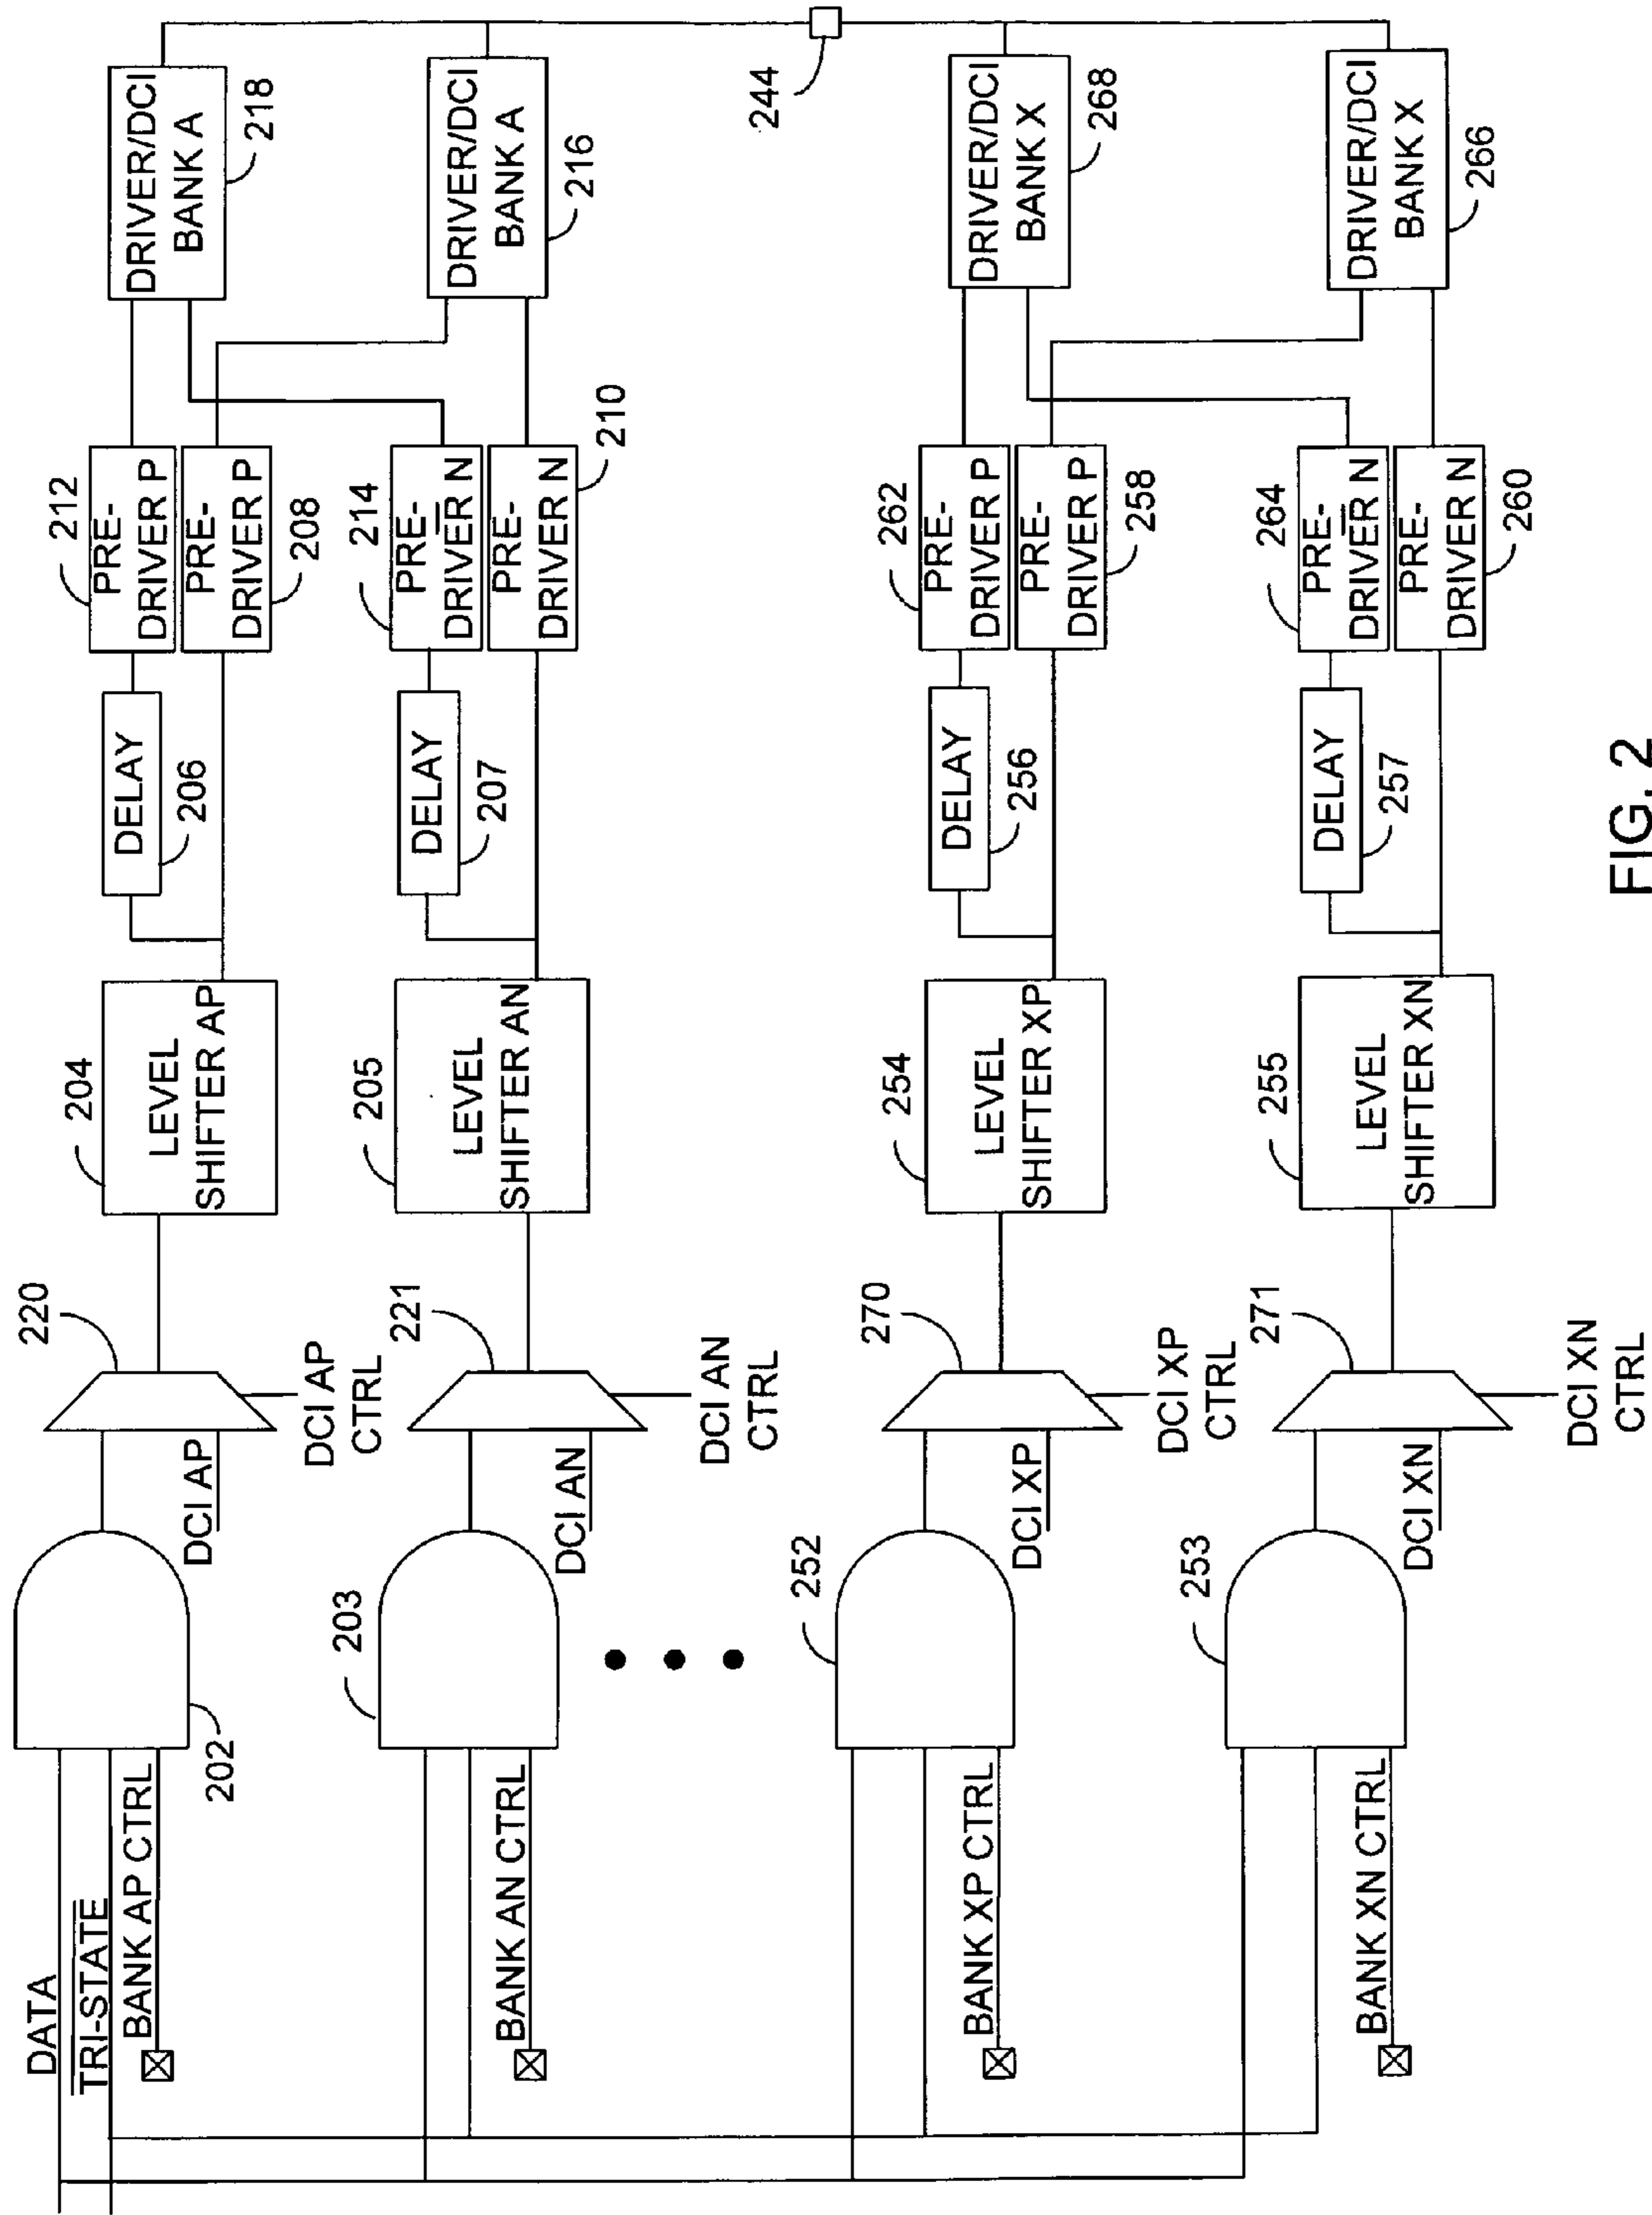 DATA
TRI-STATE
BANK AP CTRL
202
DCI AP
220
DCI AP
CTRL
204
LEVEL
SHIFTER AP
DELAY
206
212
PRE-
DRIVER P
PRE-
DRIVER P
208
DRIVER/DCI
BANK A
218
BANK AN CTRL
203
DCI AN
221
DCI AN
CTRL
205
LEVEL
SHIFTER AN
DELAY
207
214
PRE-
DRIVER N
PRE-
DRIVER N
210
DRIVER/DCI
BANK A
216
244
BANK XP CTRL
252
DCI XP
270
DCI XP
CTRL
254
LEVEL
SHIFTER XP
DELAY
256
262
PRE-
DRIVER P
PRE-
DRIVER P
258
DRIVER/DCI
BANK X
268
BANK XN CTRL
253
DCI XN
271
DCI XN
CTRL
255
LEVEL
SHIFTER XN
DELAY
257
264
PRE-
DRIVER N
PRE-
DRIVER N
260
DRIVER/DCI
BANK X
266
FIG. 2